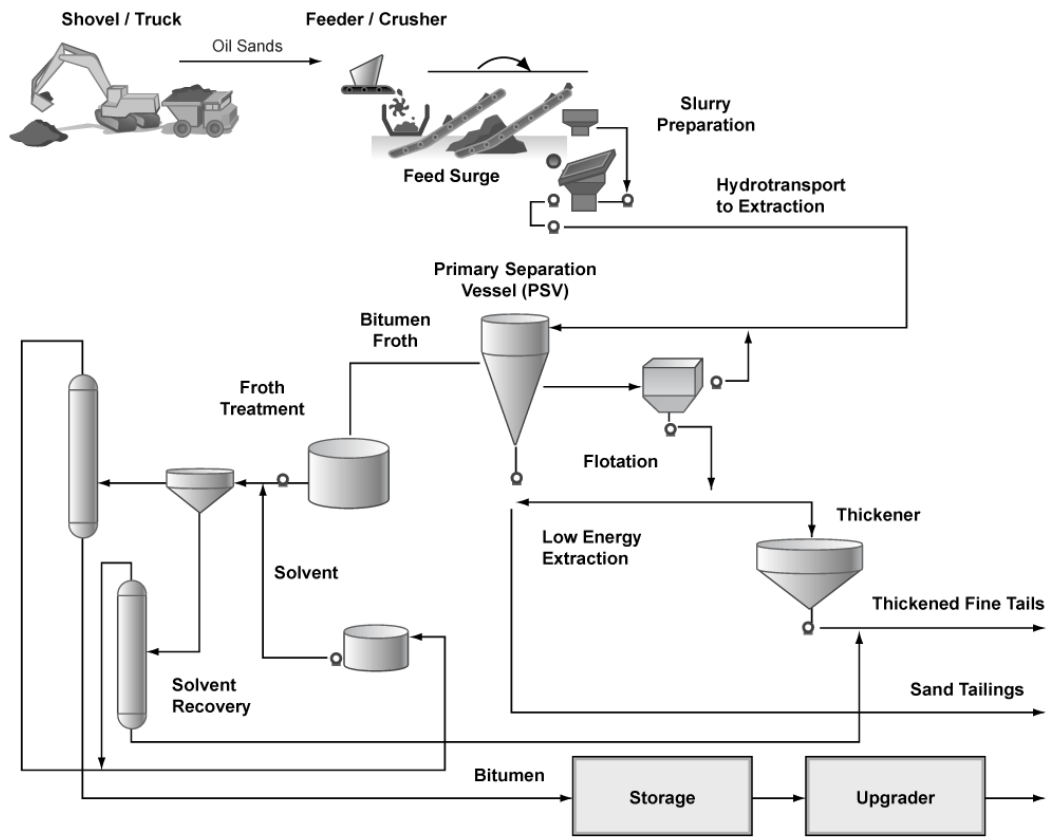 Shovel / Truck
Feeder / Crusher
Oil Sands
Slurry
Preparation
Feed Surge
Hydrotransport
to Extraction
Primary Separation
Vessel (PSV)
Bitumen
Froth
Froth
Treatment
Flotation
Thickener
Low Energy
Extraction
Solvent
Thickened Fine Tails
Solvent
Recovery
Sand Tailings
Bitumen
Storage
Upgrader